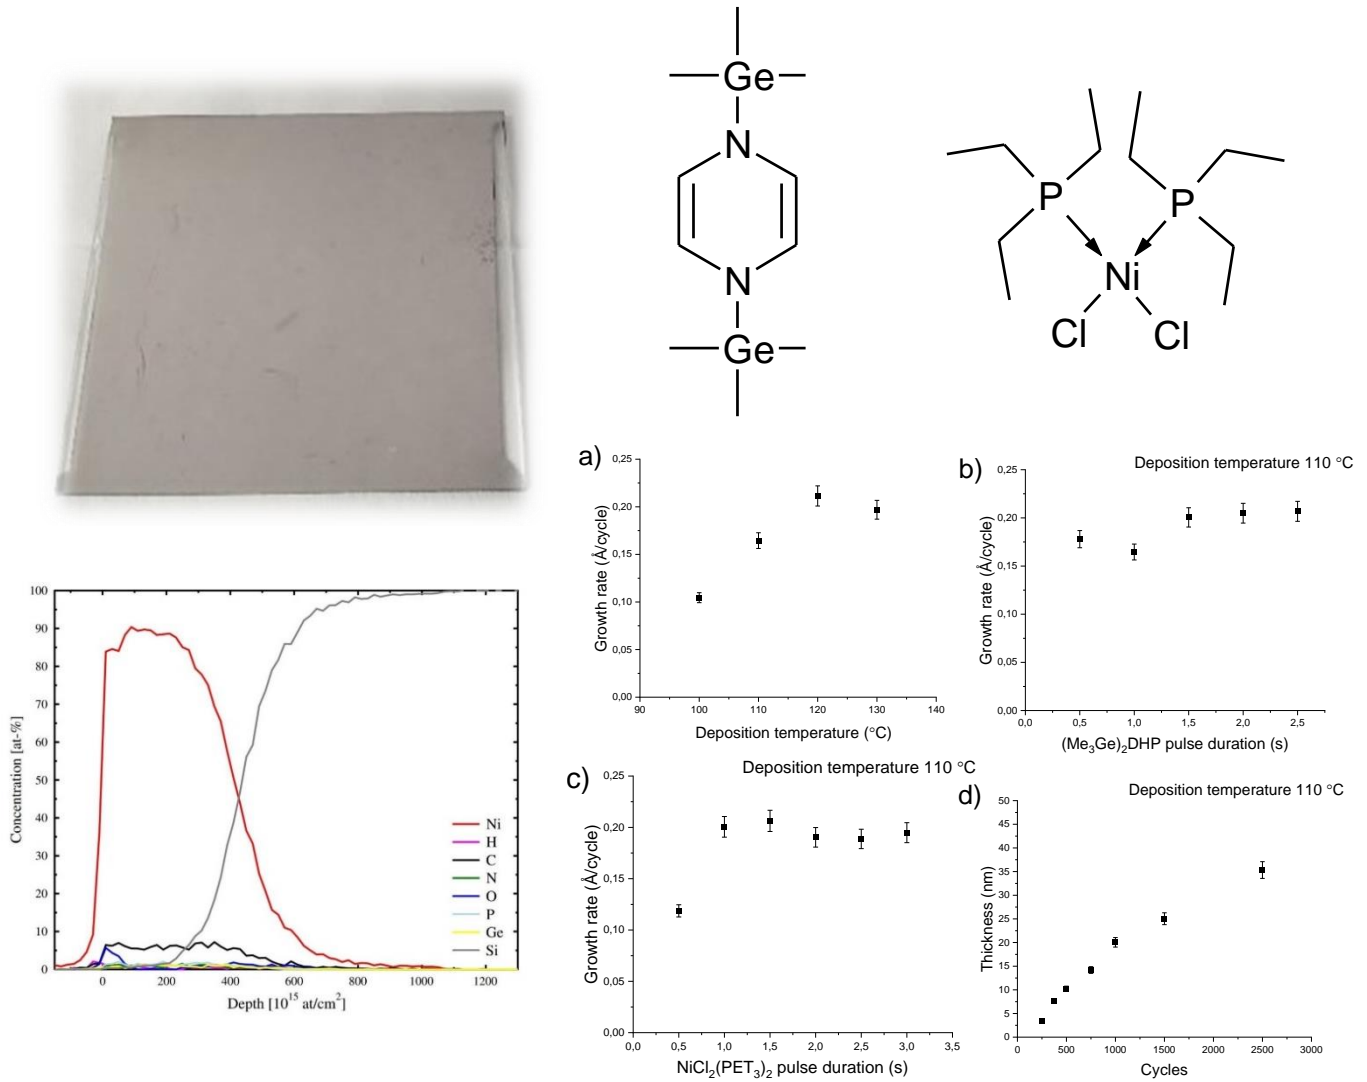 Ge
N
N
Ge
P
P
Ni
Cl
Cl
a)
0,25
0,20
0,15
0,10
0,05
0,00
Growth rate (Å/cycle)
90 100 110 120 130 140
Deposition temperature (°C)
b)
Deposition temperature 110 °C
0,25
0,20
0,15
0,10
0,05
0,00
Growth rate (Å/cycle)
0,0 0,5 1,0 1,5 2,0 2,5
(Me₃Ge)₂DHP pulse duration (s)
100
90
80
70
60
50
40
30
20
10
0
Concentration [at-%]
Ni
H
C
N
O
P
Ge
Si
0 200 400 600 800 1000 1200
Depth [10¹⁵ at/cm²]
c)
Deposition temperature 110 °C
0,25
0,20
0,15
0,10
0,05
0,00
Growth rate (Å/cycle)
0,0 0,5 1,0 1,5 2,0 2,5 3,0 3,5
NiCl₂(PET₃)₂ pulse duration (s)
d)
Deposition temperature 110 °C
50
45
40
35
30
25
20
15
10
5
0
Thickness (nm)
0 500 1000 1500 2000 2500 3000
Cycles